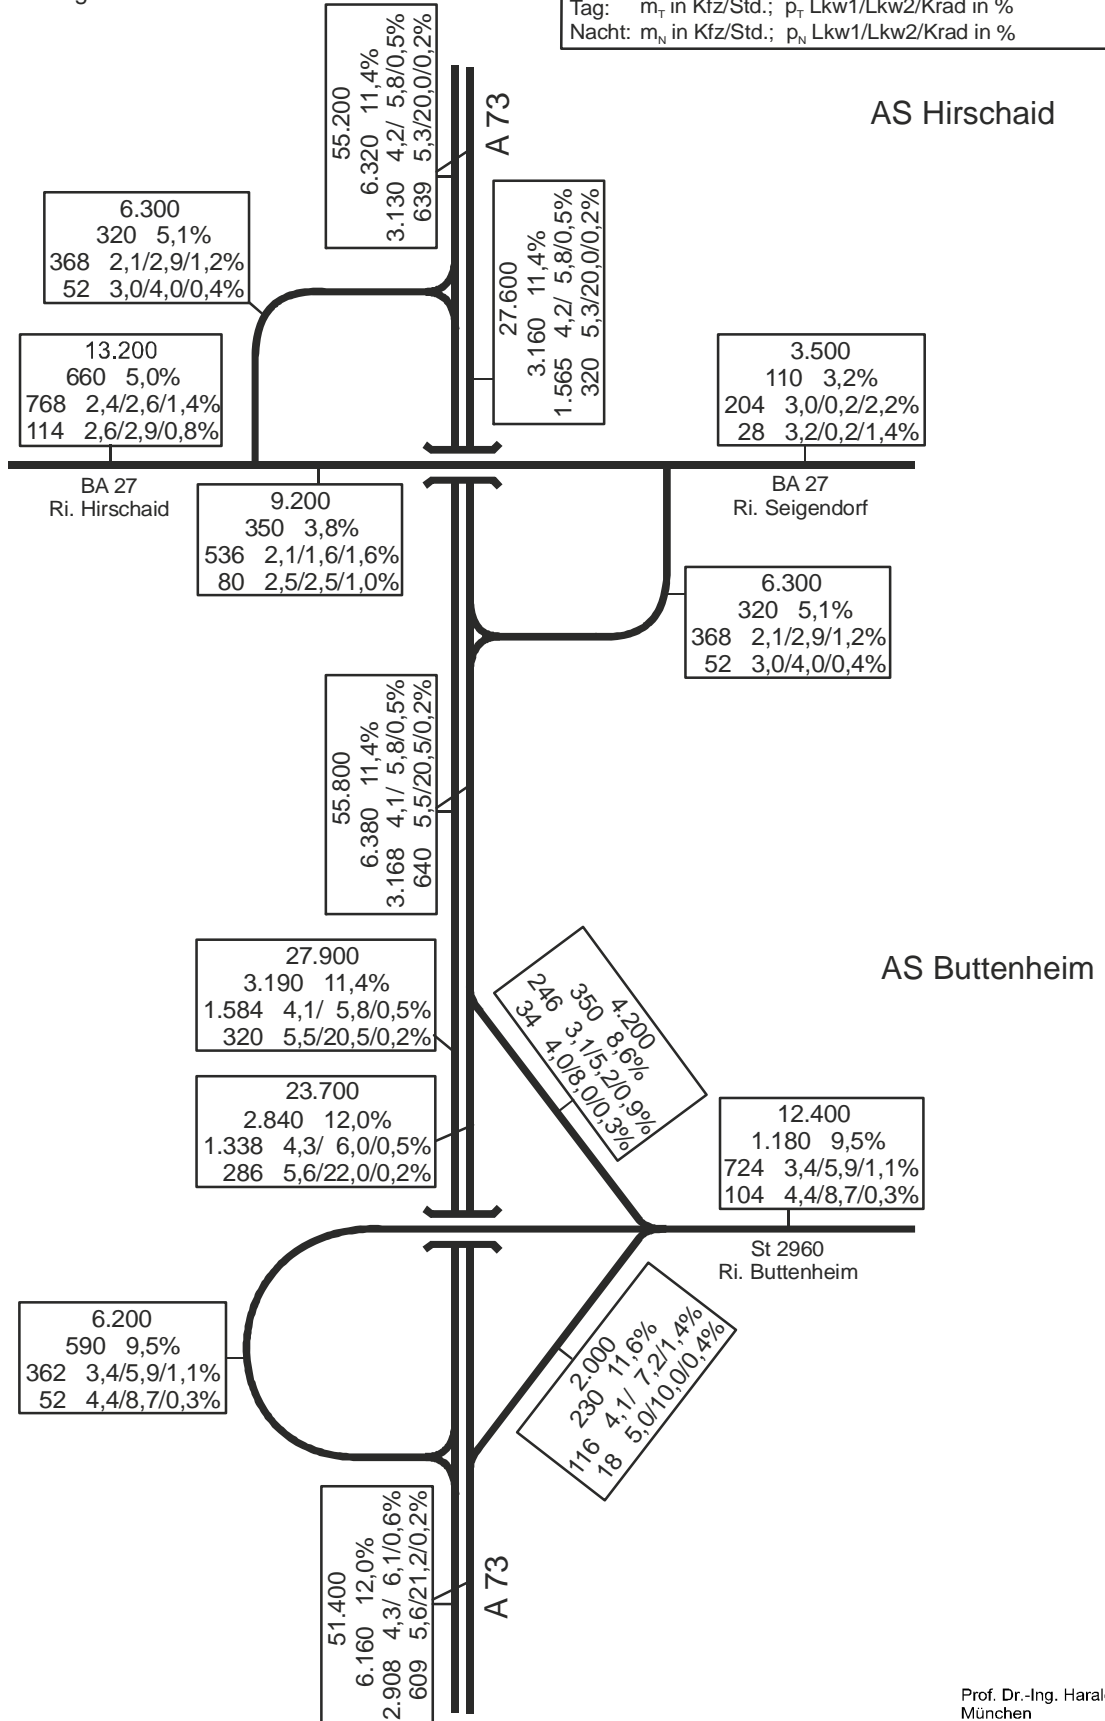 Tag: mT in Kfz/Std.; pT Lkw1/Lkw2/Krad in %
Nacht: mN in Kfz/Std.; pN Lkw1/Lkw2/Krad in %
AS Hirschaid
55.200
6.320 11,4%
3.130 4,2/ 5,8/0,5%
639 5,3/20,0/0,2%
A 73
6.300
320 5,1%
368 2,1/2,9/1,2%
52 3,0/4,0/0,4%
27.600
3.160 11,4%
1.565 4,2/ 5,8/0,5%
320 5,3/20,0/0,2%
13.200
660 5,0%
768 2,4/2,6/1,4%
114 2,6/2,9/0,8%
3.500
110 3,2%
204 3,0/0,2/2,2%
28 3,2/0,2/1,4%
BA 27
Ri. Hirschaid
BA 27
Ri. Seigendorf
9.200
350 3,8%
536 2,1/1,6/1,6%
80 2,5/2,5/1,0%
6.300
320 5,1%
368 2,1/2,9/1,2%
52 3,0/4,0/0,4%
55.800
6.380 11,4%
3.168 4,1/ 5,8/0,5%
640 5,5/20,5/0,2%
AS Buttenheim
27.900
3.190 11,4%
1.584 4,1/ 5,8/0,5%
320 5,5/20,5/0,2%
4.200
350 8,6%
246 3,1/5,2/0,9%
34 4,0/8,0/0,3%
23.700
2.840 12,0%
1.338 4,3/ 6,0/0,5%
286 5,6/22,0/0,2%
12.400
1.180 9,5%
724 3,4/5,9/1,1%
104 4,4/8,7/0,3%
St 2960
Ri. Buttenheim
6.200
590 9,5%
362 3,4/5,9/1,1%
52 4,4/8,7/0,3%
2.000
230 11,6%
116 4,1/ 7,2/1,4%
18 5,0/10,0/0,4%
51.400
6.160 12,0%
2.908 4,3/ 6,1/0,6%
609 5,6/21,2/0,2%
A 73
Prof. Dr.-Ing. Haral
München